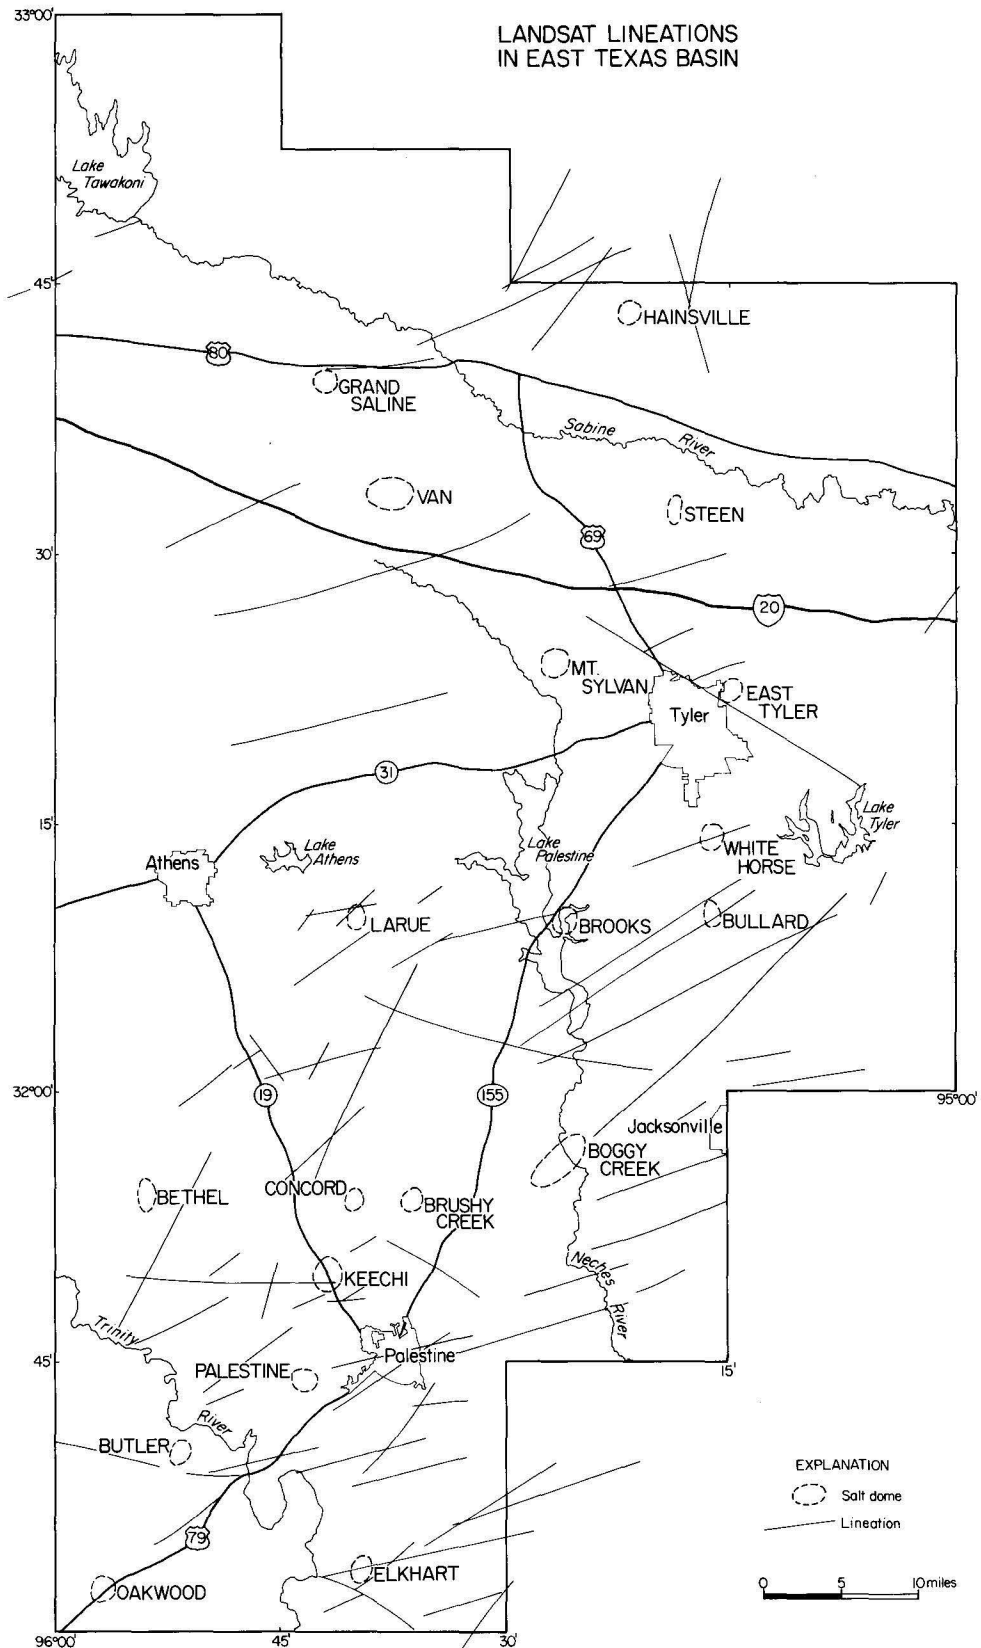 33°00'
LANDSAT LINEATIONS
IN EAST TEXAS BASIN
Lake
Tawakoni
45'
HAINSVILLE
80
GRAND
SALINE
Sabine
River
VAN
STEEN
69
30'
20
MT.
SYLVAN
EAST
TYLER
Tyler
31
15'
Lake
Tyler
Lake
Athens
Lake
Palestine
WHITE
HORSE
Athens
LARUE
BROOKS
BULLARD
32°00'
19
155
95°00'
Jacksonville
BOGGY
CREEK
BETHEL
CONCORD
BRUSHY
CREEK
KEECHI
Neches
River
Trinity
45'
Palestine
15'
PALESTINE
River
BUTLER
EXPLANATION
Salt dome
Lineation
79
ELKHART
OAKWOOD
0 5 10 miles
96°00' 45' 30'